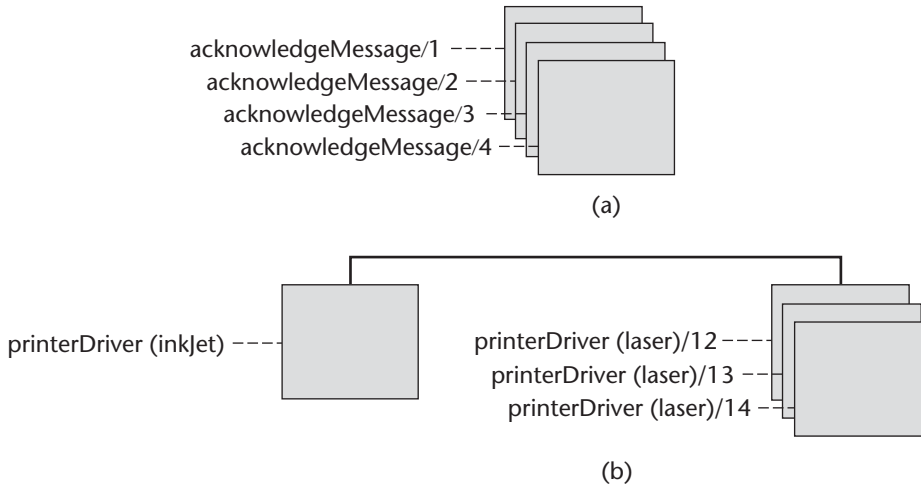 acknowledgeMessage/1
acknowledgeMessage/2
acknowledgeMessage/3
acknowledgeMessage/4
(a)
printerDriver (inkJet)
printerDriver (laser)/12
printerDriver (laser)/13
printerDriver (laser)/14
(b)